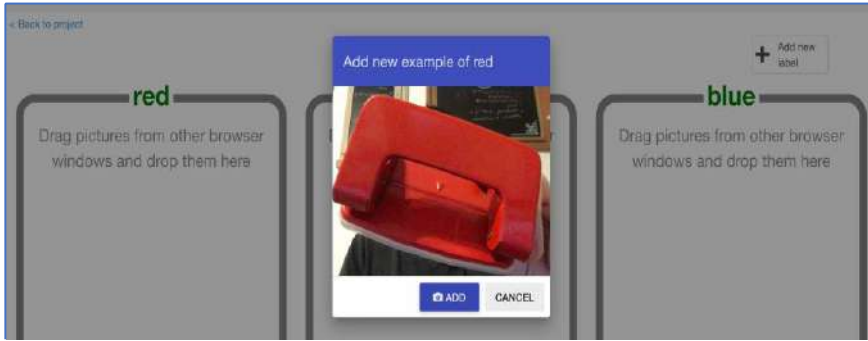 < Back to project
Add new
label
Add new example of red
red
blue
Drag pictures from other browser
windows and drop them here
Drag pictures from other browser
windows and drop them here
ADD
CANCEL